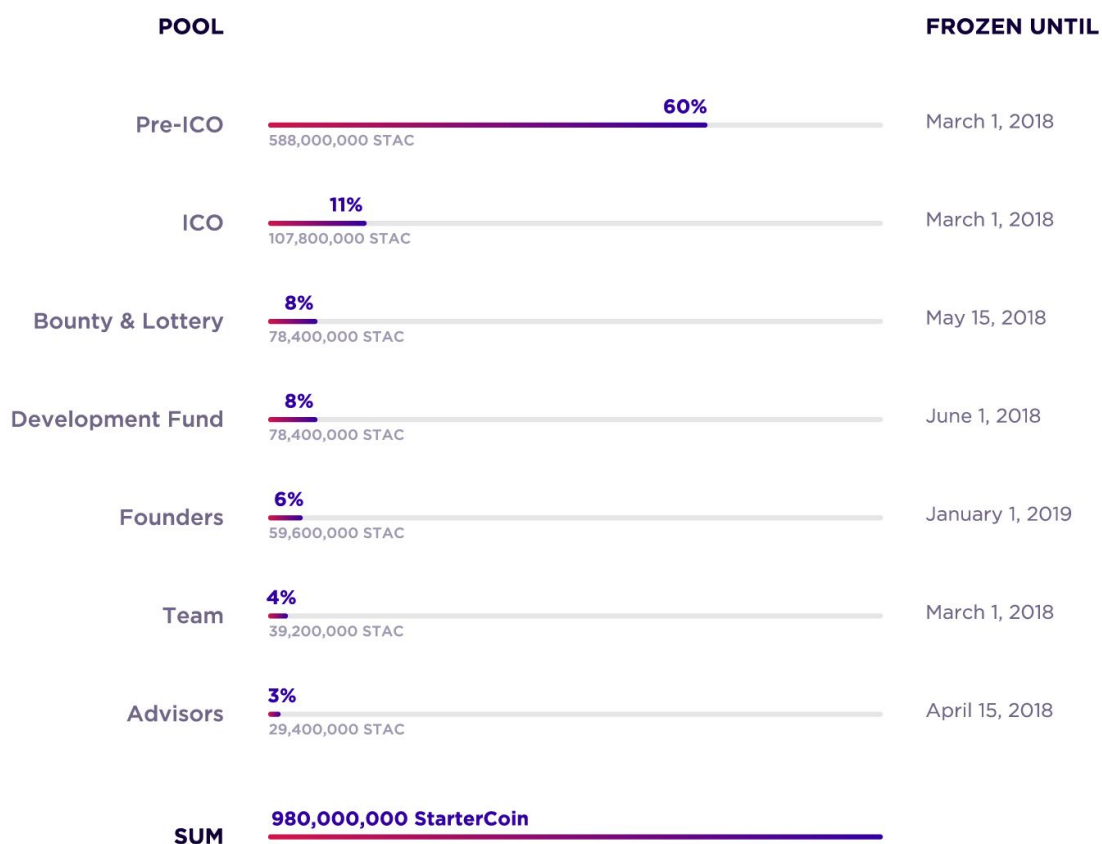 POOL FROZEN UNTIL
60%
Pre-ICO March 1, 2018
588,000,000 STAC
11%
ICO March 1, 2018
107,800,000 STAC
8%
Bounty & Lottery May 15, 2018
78,400,000 STAC
8%
Development Fund June 1, 2018
78,400,000 STAC
6%
Founders January 1, 2019
59,600,000 STAC
4%
Team March 1, 2018
39,200,000 STAC
3%
Advisors April 15, 2018
29,400,000 STAC
980,000,000 StarterCoin
SUM